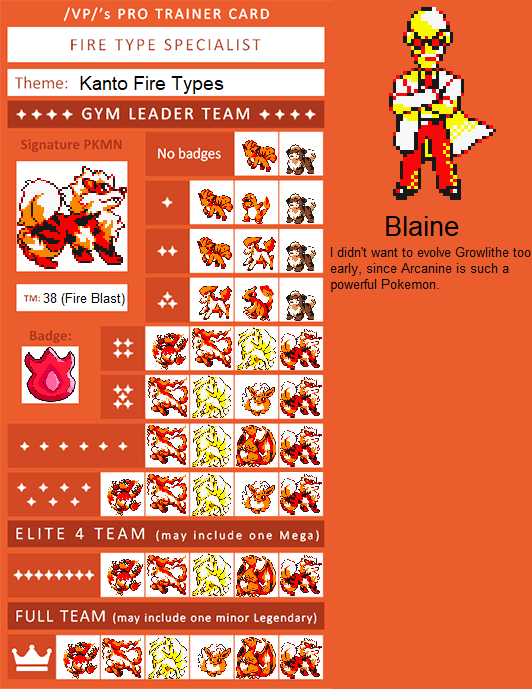 /VP/'s PRO TRAINER CARD
FIRE TYPE SPECIALIST
Theme: Kanto Fire Types
GYM LEADER TEAM
Signature PKMN
No badges
TM: 38 (Fire Blast)
Badge:
ELITE 4 TEAM (may include one Mega)
FULL TEAM (may include one minor Legendary)
Blaine
I didn't want to evolve Growlithe too
early, since Arcanine is such a
powerful Pokemon.